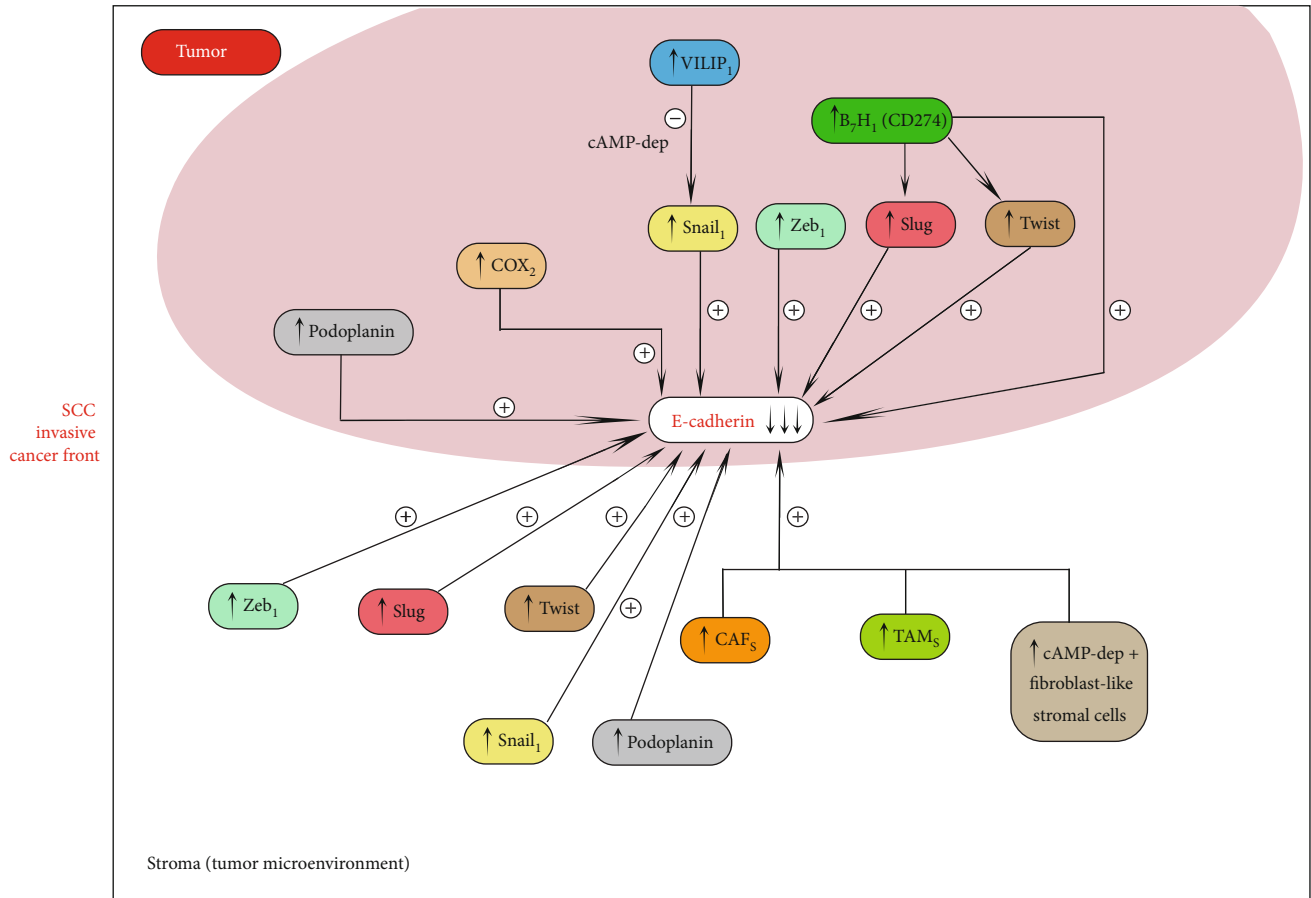 Tumor
↑ VILIP₁
−
cAMP-dep
↑ B₇H₁ (CD274)
↑ Snail₁
↑ Zeb₁
↑ Slug
↑ Twist
↑ COX₂
↑ Podoplanin
+
+
+
+
+
+
+
SCC
invasive
cancer front
E-cadherin ↓↓↓
+
+
+
+
+
+
↑ Zeb₁
↑ Slug
↑ Twist
↑ CAFS
↑ TAMS
↑ cAMP-dep +
fibroblast-like
stromal cells
↑ Snail₁
↑ Podoplanin
Stroma (tumor microenvironment)